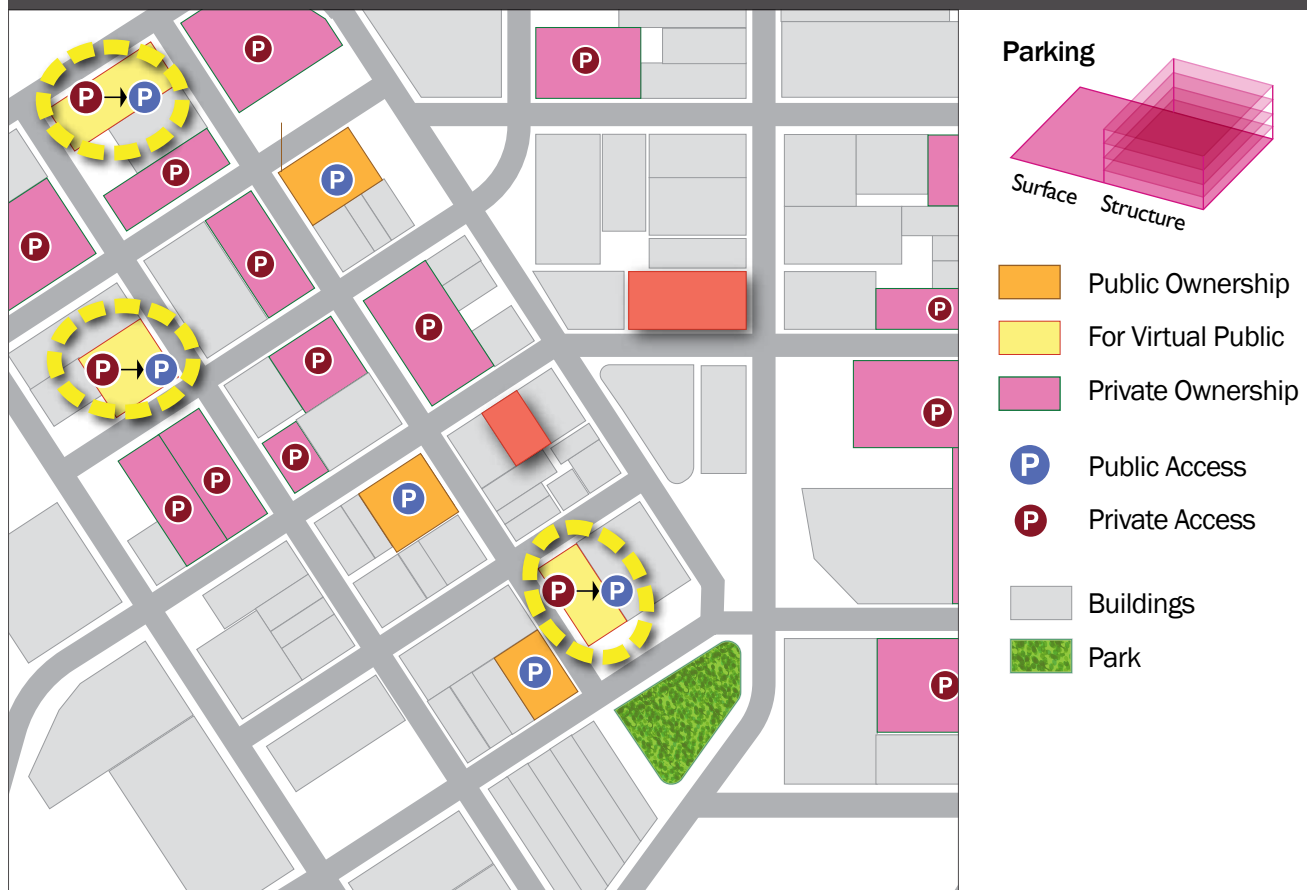 P
P P
P
P
P
P
P
P
P
P
P
P
P P
P
P
P
P
P
P P
P
P
Parking
Surface
Structure
Public Ownership
For Virtual Public
Private Ownership
P Public Access
P Private Access
Buildings
Park